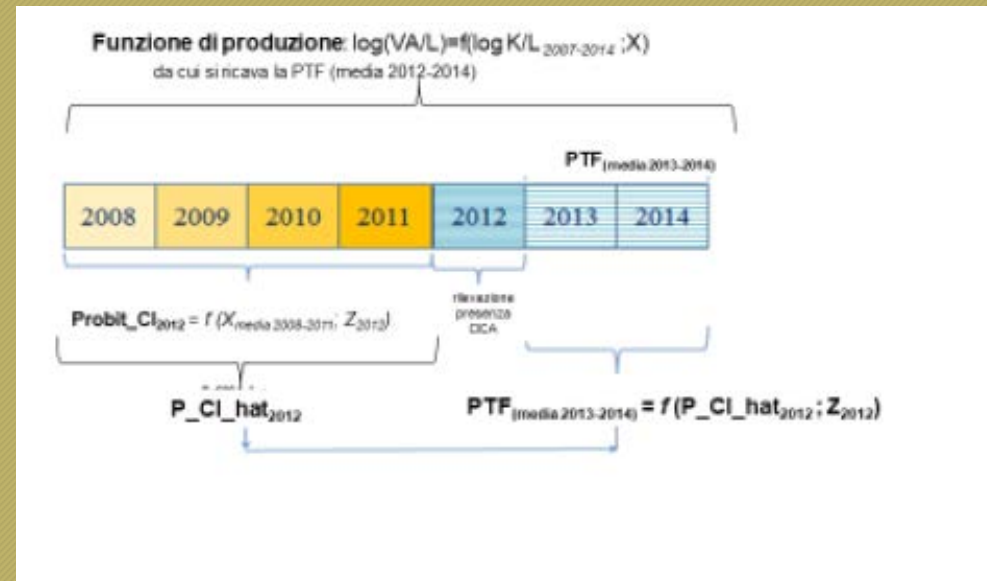 Funzione di produzione: log(VA/L)=f(log K/L 2007-2014 ;X)
da cui si ricava la PTF (media 2012-2014)
PTF(media 2013-2014)
2008 2009 2010 2011 2012 2013 2014
rilevazione
presenza
Probit_CI2012 = f (Xmedia 2008-2011; Z2012)
P_CI_hat2012
PTF(media 2013-2014) = f (P_CI_hat2012 ; Z2012)